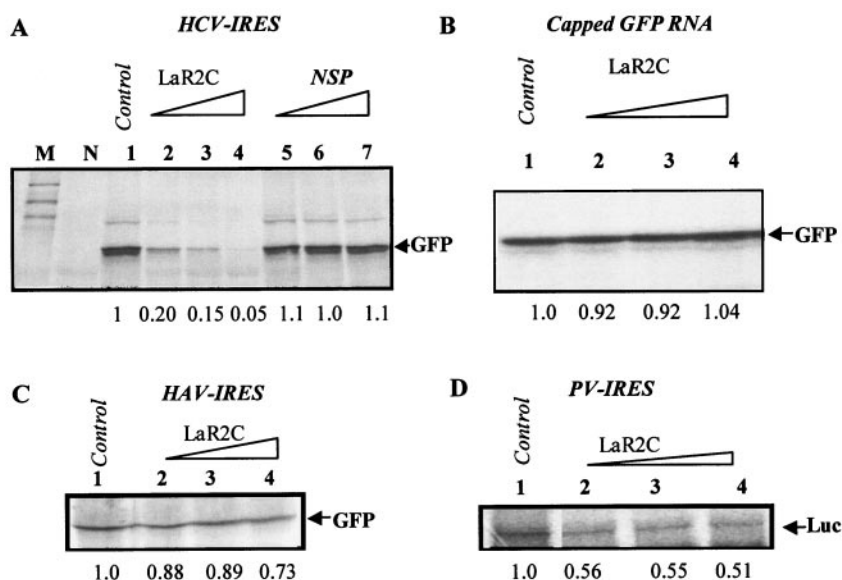 A
HCV-IRES
Control
LaR2C
NSP
M N 1 2 3 4 5 6 7
GFP
1 0.20 0.15 0.05 1.1 1.0 1.1
B
Capped GFP RNA
Control
LaR2C
1 2 3 4
GFP
1.0 0.92 0.92 1.04
C
HAV-IRES
Control
LaR2C
1 2 3 4
GFP
1.0 0.88 0.89 0.73
D
PV-IRES
Control
LaR2C
1 2 3 4
Luc
1.0 0.56 0.55 0.51